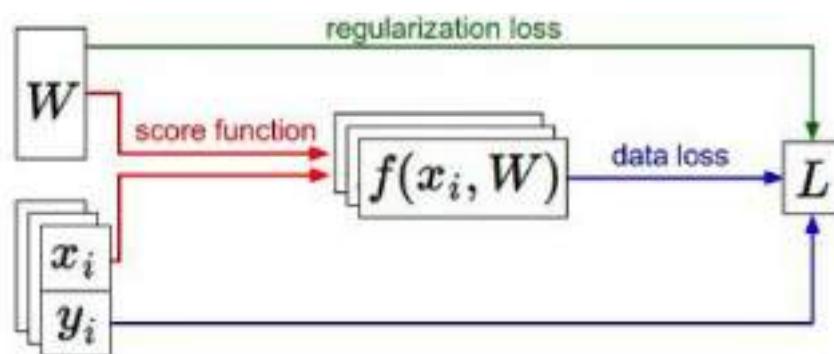 regularization loss
W
score function
f(x_i, W)
data loss
L
x_i
y_i